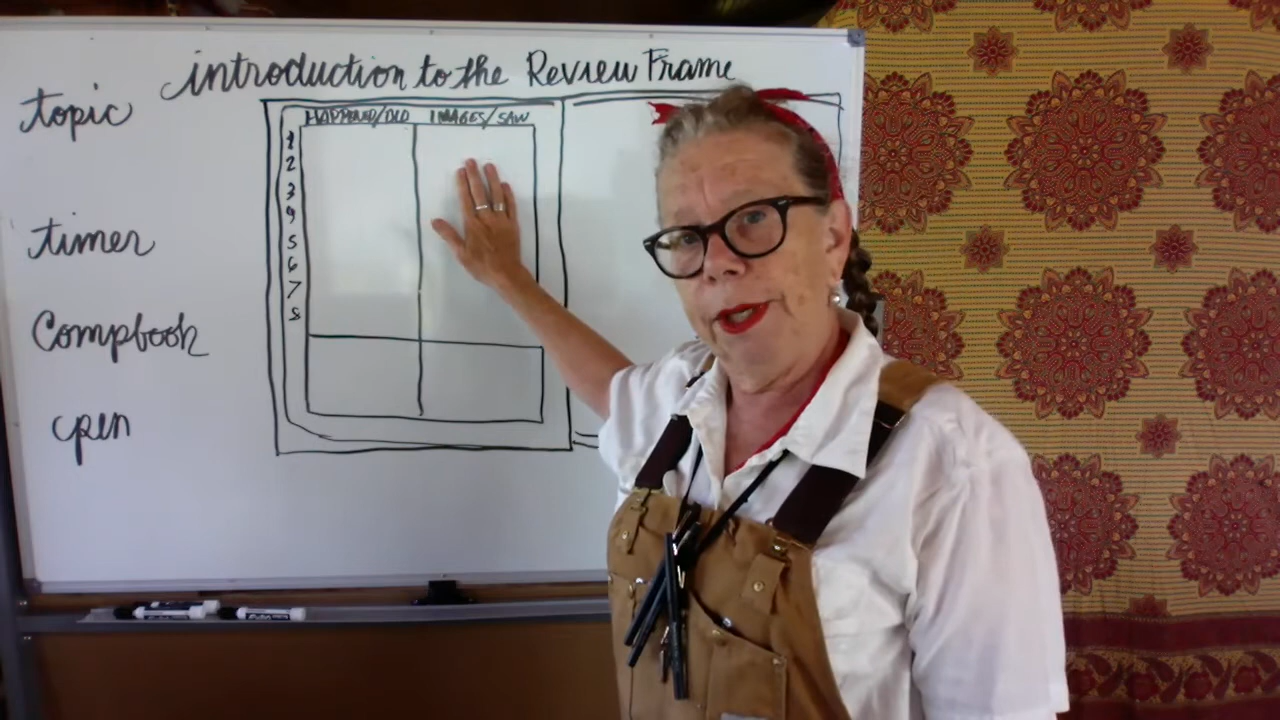 introduction to the Review Frame
topic
HAPPENED/DID IMAGES/SAW
1
2
3
4
5
6
7
8
timer
Compbook
pen